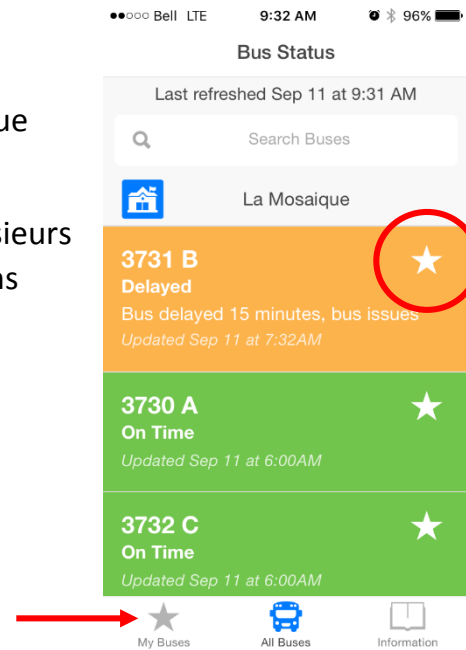 Bell LTE 9:32 AM 96%
Bus Status
Last refreshed Sep 11 at 9:31 AM
Search Buses
La Mosaique
3731 B
Delayed
Bus delayed 15 minutes, bus issues
Updated Sep 11 at 7:32AM
3730 A
On Time
Updated Sep 11 at 6:00AM
3732 C
On Time
Updated Sep 11 at 6:00AM
My Buses All Buses Information